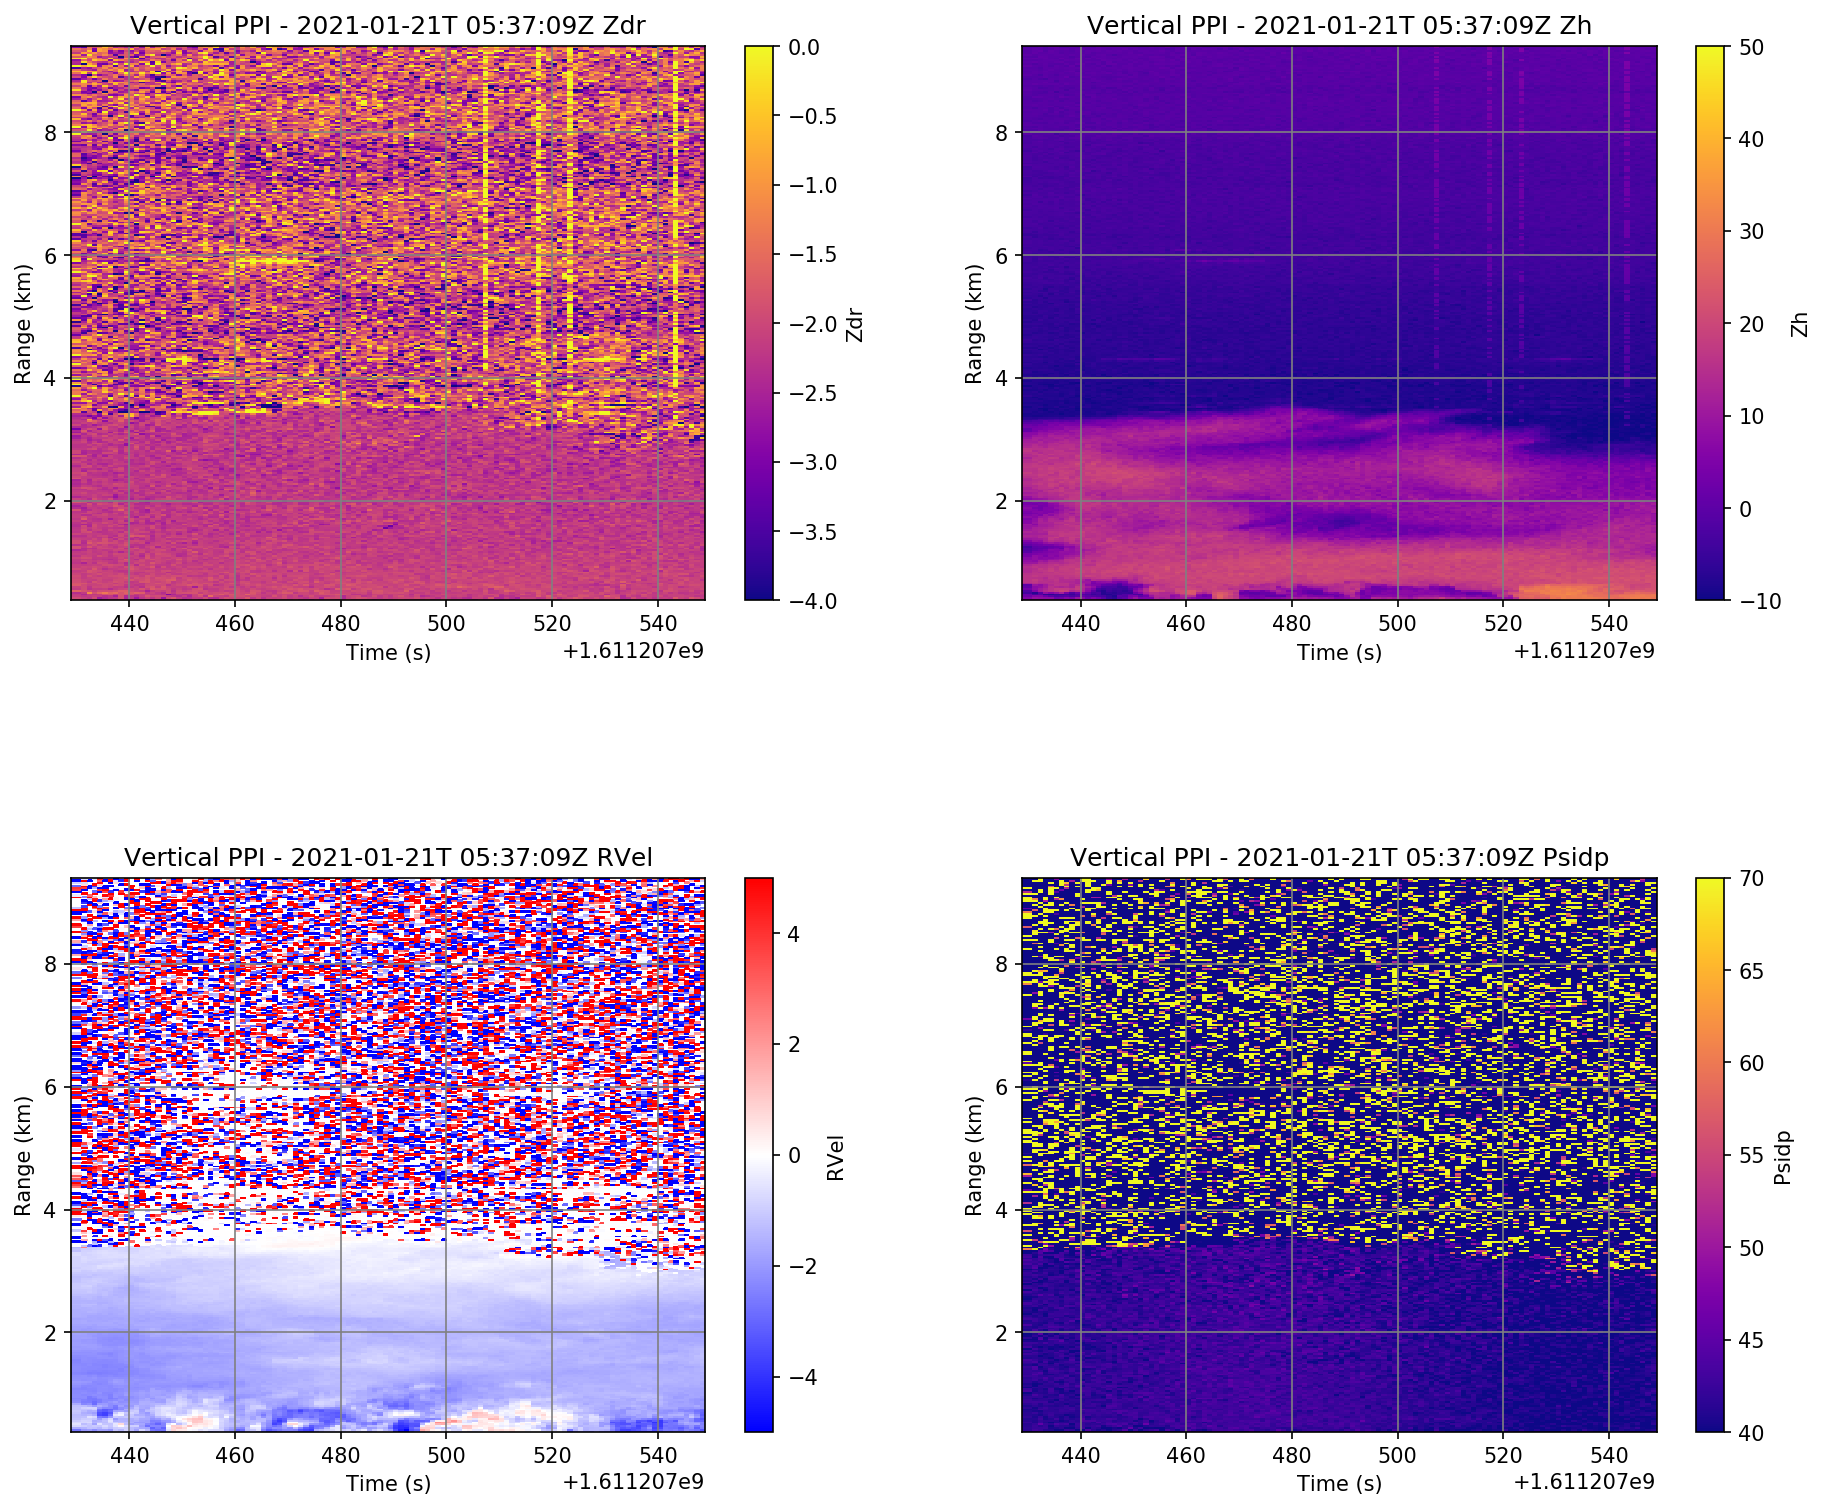 Vertical PPI - 2021-01-21T 05:37:09Z Zdr
Range (km)
8
6
4
2
440 460 480 500 520 540
Time (s)
+1.611207e9
0.0
−0.5
−1.0
−1.5
−2.0
−2.5
−3.0
−3.5
−4.0
Zdr
Vertical PPI - 2021-01-21T 05:37:09Z Zh
Range (km)
8
6
4
2
440 460 480 500 520 540
Time (s)
+1.611207e9
50
40
30
20
10
0
−10
Zh
Vertical PPI - 2021-01-21T 05:37:09Z RVel
Range (km)
8
6
4
2
440 460 480 500 520 540
Time (s)
+1.611207e9
4
2
0
−2
−4
RVel
Vertical PPI - 2021-01-21T 05:37:09Z Psidp
Range (km)
8
6
4
2
440 460 480 500 520 540
Time (s)
+1.611207e9
70
65
60
55
50
45
40
Psidp